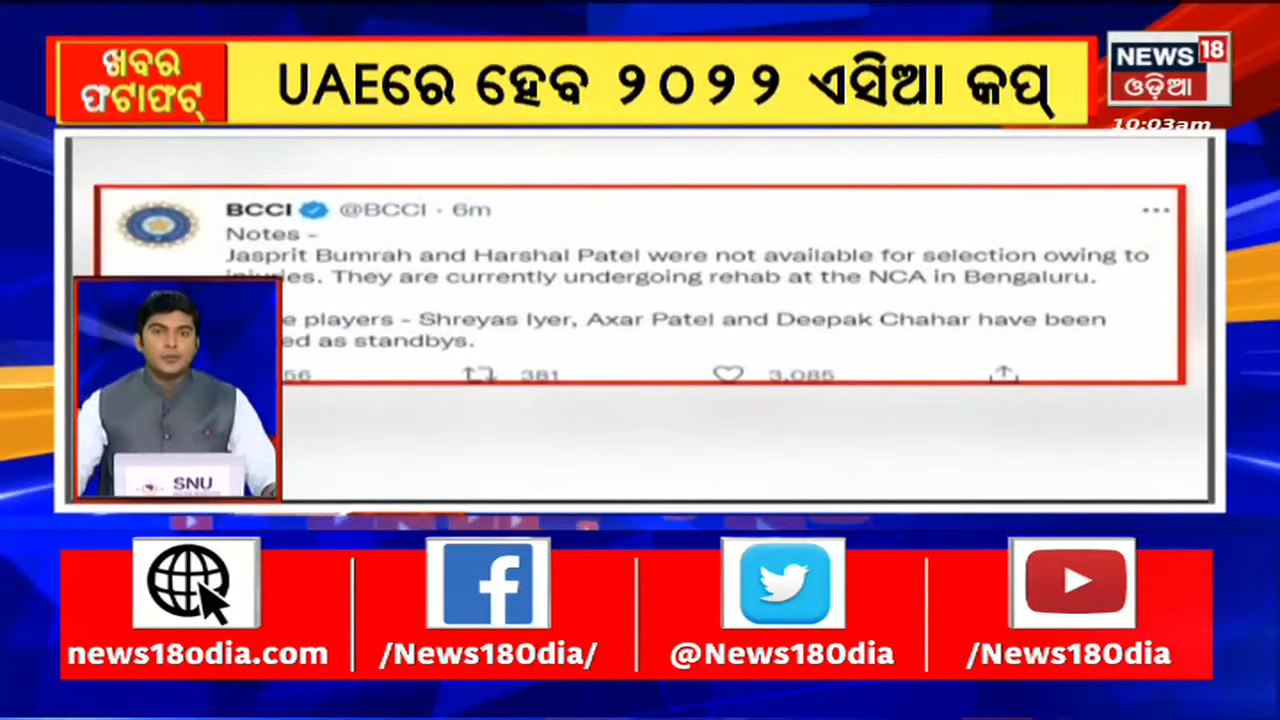 ଖବର
ଫଟାଫଟ୍
UAEରେ ହେବ ୨୦୨୨ ଏସିଆ କପ୍
NEWS 18
ଓଡ଼ିଆ
10:03am
BCCI @BCCI · 6m
Notes -
Jasprit Bumrah and Harshal Patel were not available for selection owing to
They are currently undergoing rehab at the NCA in Bengaluru.
players - Shreyas Iyer, Axar Patel and Deepak Chahar have been
as standbys.
381 3,085
SNU
news18odia.com
/News18Odia/
@News18Odia
/News18Odia